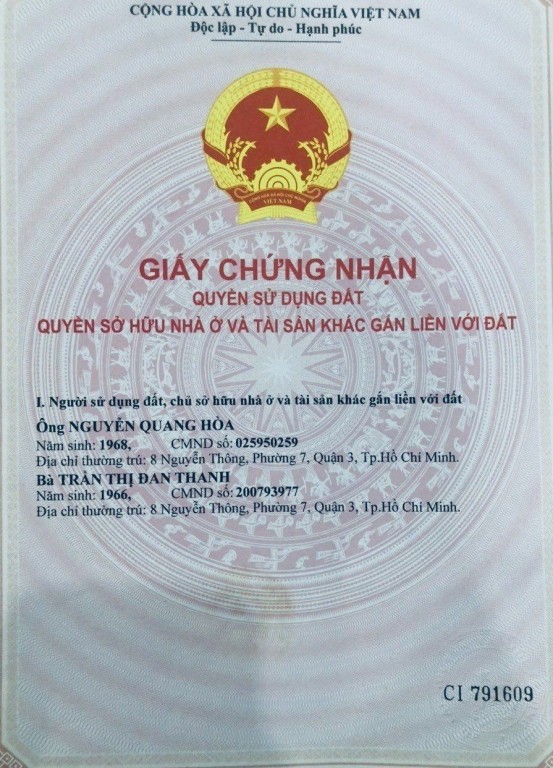 CỘNG HÒA XÃ HỘI CHỦ NGHĨA VIỆT NAM
Độc lập - Tự do - Hạnh phúc
VIỆT NAM
GIẤY CHỨNG NHẬN
QUYỀN SỬ DỤNG ĐẤT
QUYỀN SỞ HỮU NHÀ Ở VÀ TÀI SẢN KHÁC GẮN LIỀN VỚI ĐẤT
I. Người sử dụng đất, chủ sở hữu nhà ở và tài sản khác gắn liền với đất
Ông NGUYỄN QUANG HÒA
Năm sinh: 1968, CMND số: 025950259
Địa chỉ thường trú: 8 Nguyễn Thông, Phường 7, Quận 3, Tp.Hồ Chí Minh.
Bà TRẦN THỊ ĐAN THANH
Năm sinh: 1966, CMND số: 200793977
Địa chỉ thường trú: 8 Nguyễn Thông, Phường 7, Quận 3, Tp.Hồ Chí Minh.
CI 791609